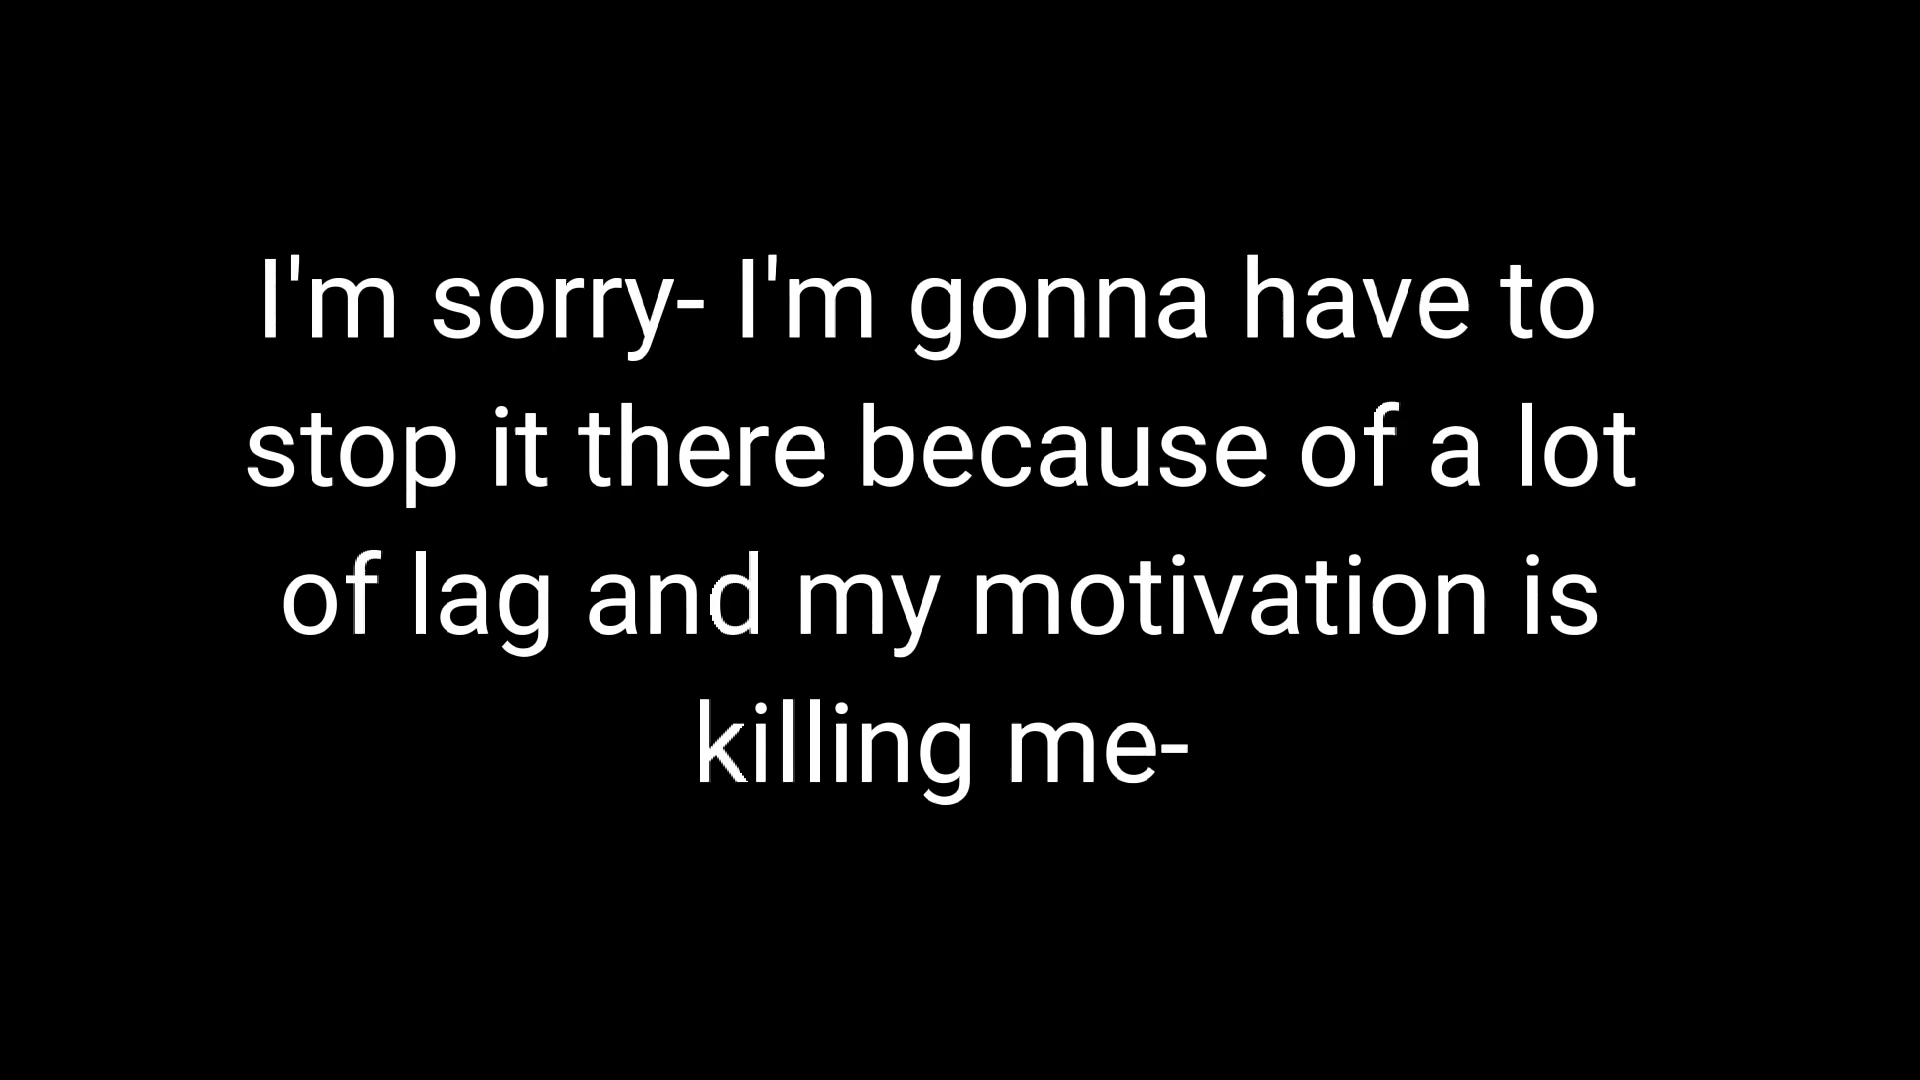 I'm sorry- I'm gonna have to
stop it there because of a lot
of lag and my motivation is
killing me-